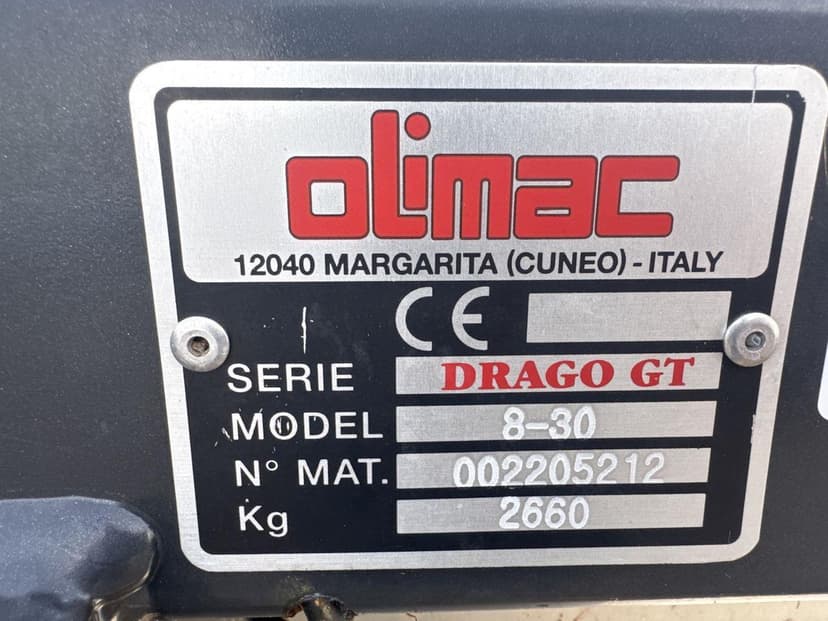 olimac
12040 MARGARITA (CUNEO) - ITALY
CE
SERIE DRAGO GT
MODEL 8-30
N° MAT. 002205212
Kg 2660